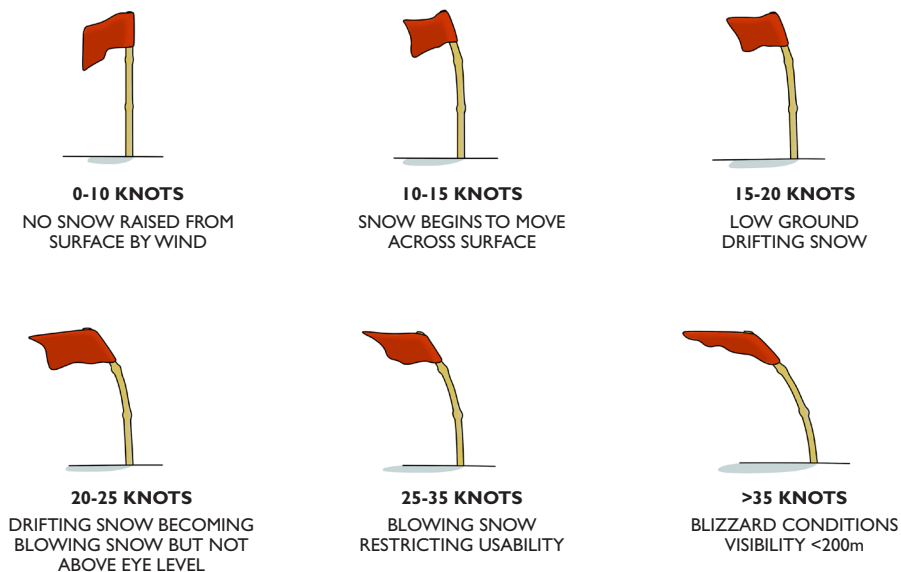 0-10 KNOTS
NO SNOW RAISED FROM
SURFACE BY WIND
10-15 KNOTS
SNOW BEGINS TO MOVE
ACROSS SURFACE
15-20 KNOTS
LOW GROUND
DRIFTING SNOW
20-25 KNOTS
DRIFTING SNOW BECOMING
BLOWING SNOW BUT NOT
ABOVE EYE LEVEL
25-35 KNOTS
BLOWING SNOW
RESTRICTING USABILITY
>35 KNOTS
BLIZZARD CONDITIONS
VISIBILITY <200m